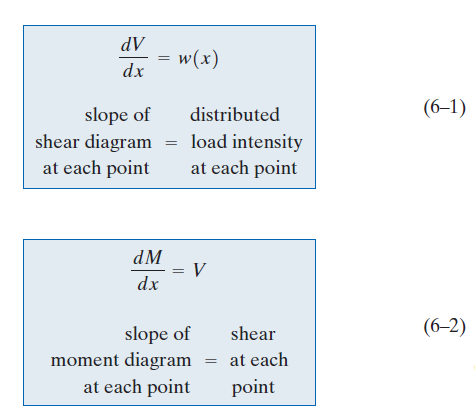 dV/dx = w(x)
slope of distributed
shear diagram = load intensity
at each point at each point
(6–1)
dM/dx = V
slope of shear
moment diagram = at each
at each point point
(6–2)